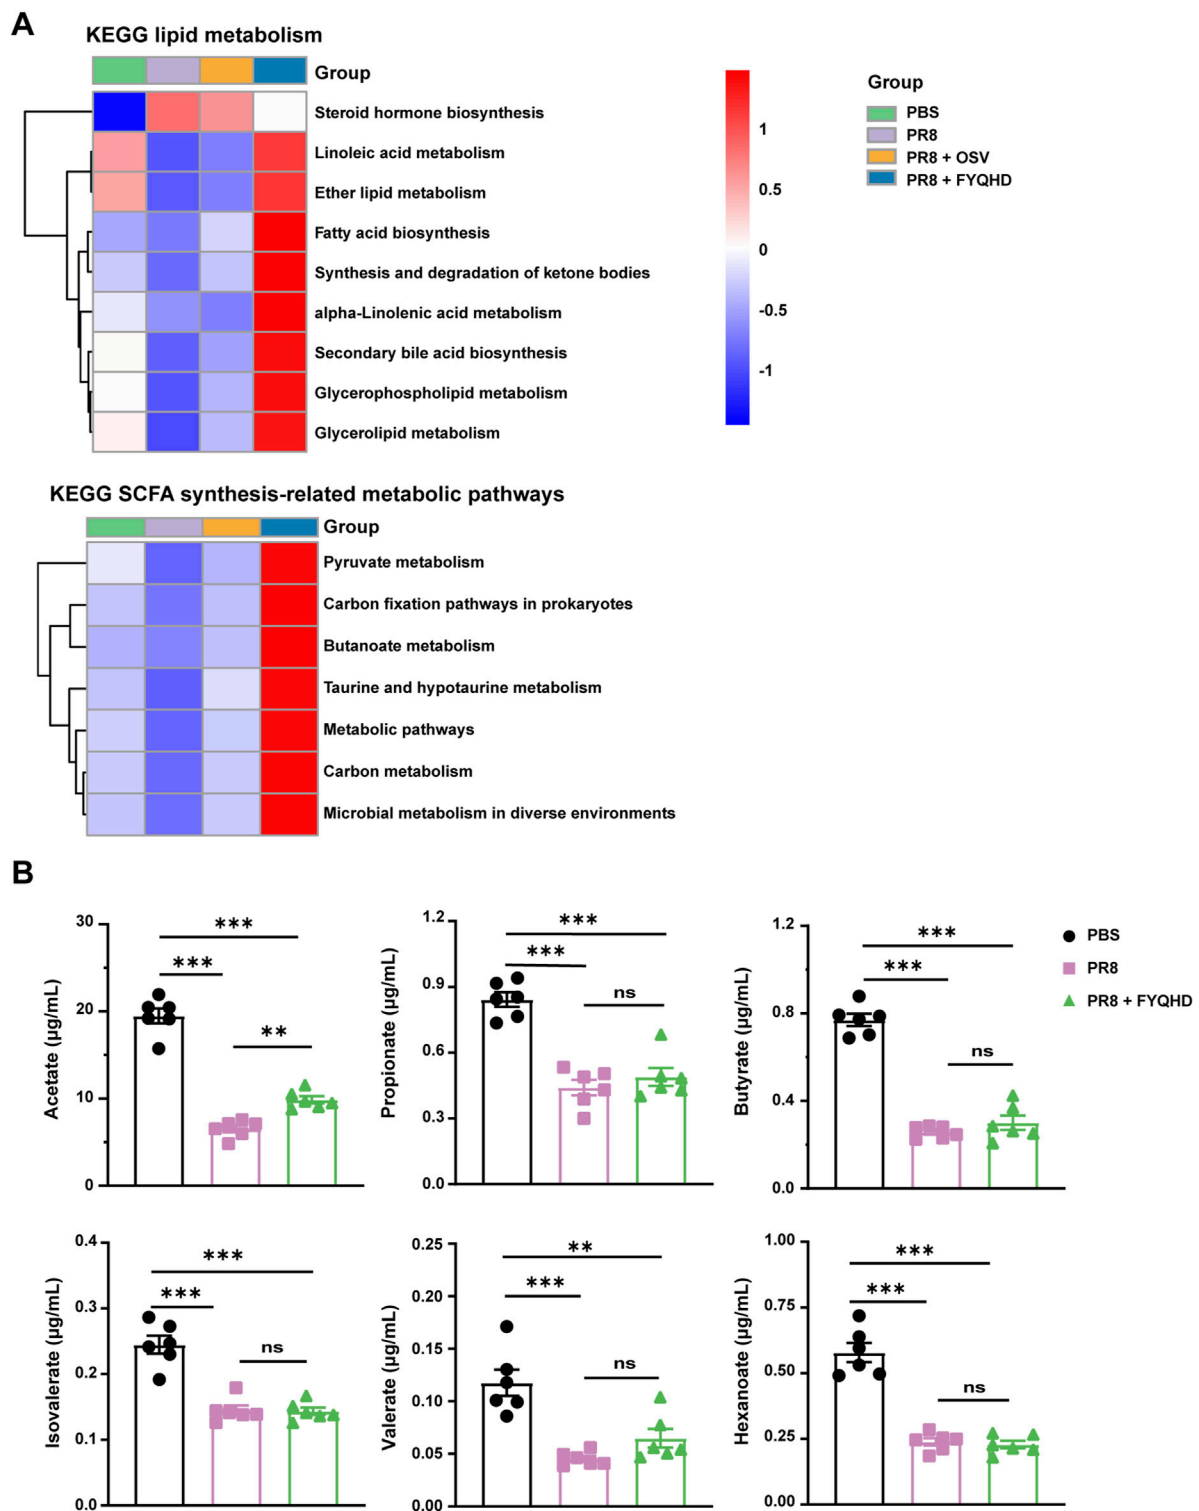 A
KEGG lipid metabolism
Group
Steroid hormone biosynthesis
Linoleic acid metabolism
Ether lipid metabolism
Fatty acid biosynthesis
Synthesis and degradation of ketone bodies
alpha-Linolenic acid metabolism
Secondary bile acid biosynthesis
Glycerophospholipid metabolism
Glycerolipid metabolism
1
0.5
0
-0.5
-1
Group
PBS
PR8
PR8 + OSV
PR8 + FYQHD
KEGG SCFA synthesis-related metabolic pathways
Group
Pyruvate metabolism
Carbon fixation pathways in prokaryotes
Butanoate metabolism
Taurine and hypotaurine metabolism
Metabolic pathways
Carbon metabolism
Microbial metabolism in diverse environments
B
Acetate (µg/mL)
30
20
10
0
***
***
**
Propionate (µg/mL)
1.2
0.9
0.6
0.3
0.0
***
***
ns
Butyrate (µg/mL)
1.2
0.8
0.4
0.0
***
***
ns
PBS
PR8
PR8 + FYQHD
Isovalerate (µg/mL)
0.4
0.3
0.2
0.1
0.0
***
***
ns
Valerate (µg/mL)
0.25
0.20
0.15
0.10
0.05
0.00
**
***
ns
Hexanoate (µg/mL)
1.00
0.75
0.50
0.25
0.00
***
***
ns